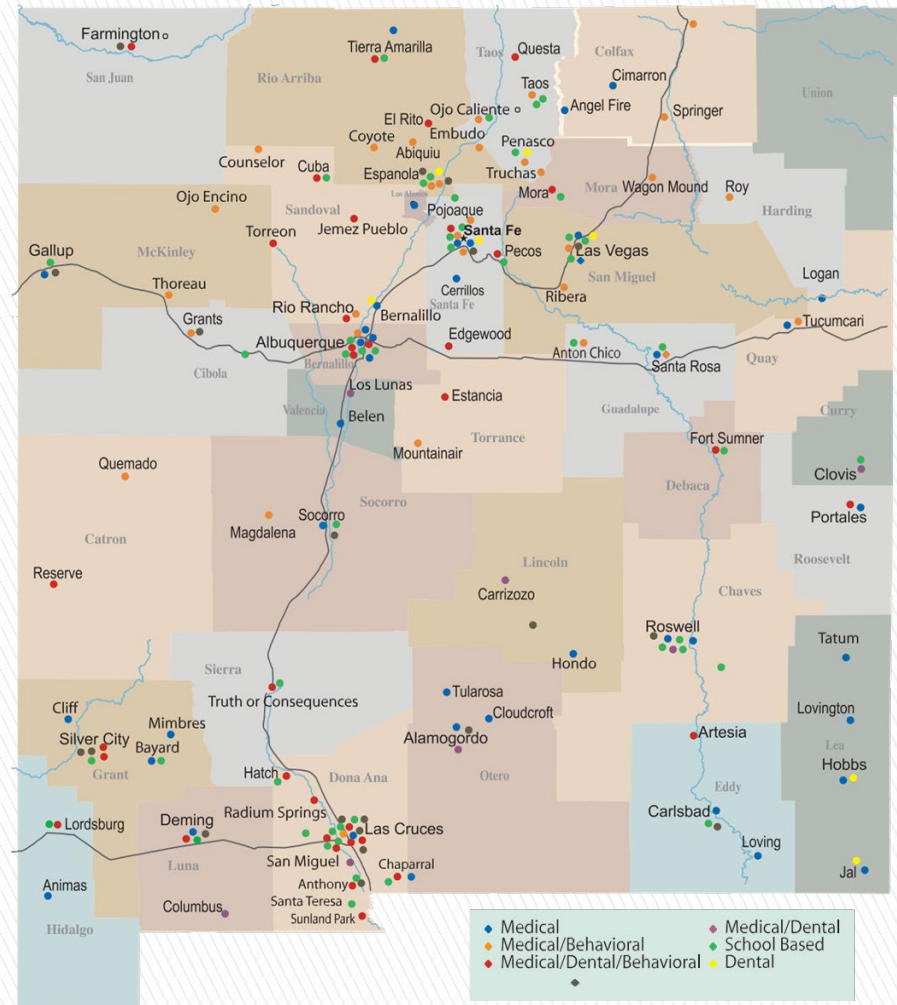 Farmington
Tierra Amarilla
Taos
Questa
Colfax
San Juan
Rio Arriba
Cimarron
Union
Taos
Angel Fire
Springer
Ojo Caliente
El Rito
Embudo
Coyote
Abiquiu
Penasco
Counselor
Cuba
Espanola
Truchas
Mora
Mora
Wagon Mound
Roy
Los Alamos
Harding
Ojo Encino
Sandoval
Pojoaque
Jemez Pueblo
Santa Fe
Torreon
Gallup
McKinley
Pecos
Las Vegas
San Miguel
Thoreau
Cerrillos
Santa Fe
Ribera
Logan
Rio Rancho
Bernalillo
Grants
Tucumcari
Albuquerque
Edgewood
Anton Chico
Santa Rosa
Quay
Cibola
Bernalillo
Los Lunas
Valencia
Estancia
Guadalupe
Curry
Belen
Torrance
Mountainair
Fort Sumner
Quemado
Clovis
Debaca
Socorro
Socorro
Magdalena
Portales
Catron
Lincoln
Roosevelt
Reserve
Carrizozo
Chaves
Roswell
Tatum
Hondo
Sierra
Truth or Consequences
Tularosa
Cliff
Mimbres
Cloudcroft
Lovington
Silver City
Bayard
Alamogordo
Artesia
Lea
Grant
Hatch
Dona Ana
Otero
Hobbs
Eddy
Radium Springs
Carlsbad
Lordsburg
Deming
Las Cruces
Loving
Luna
San Miguel
Chaparral
Jal
Animas
Anthony
Santa Teresa
Columbus
Sunland Park
Hidalgo
Medical
Medical/Dental
Medical/Behavioral
School Based
Medical/Dental/Behavioral
Dental